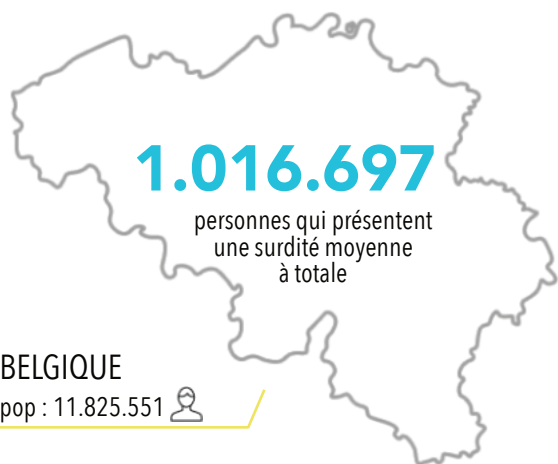 1.016.697
personnes qui présentent
une surdité moyenne
à totale
BELGIQUE
pop : 11.825.551